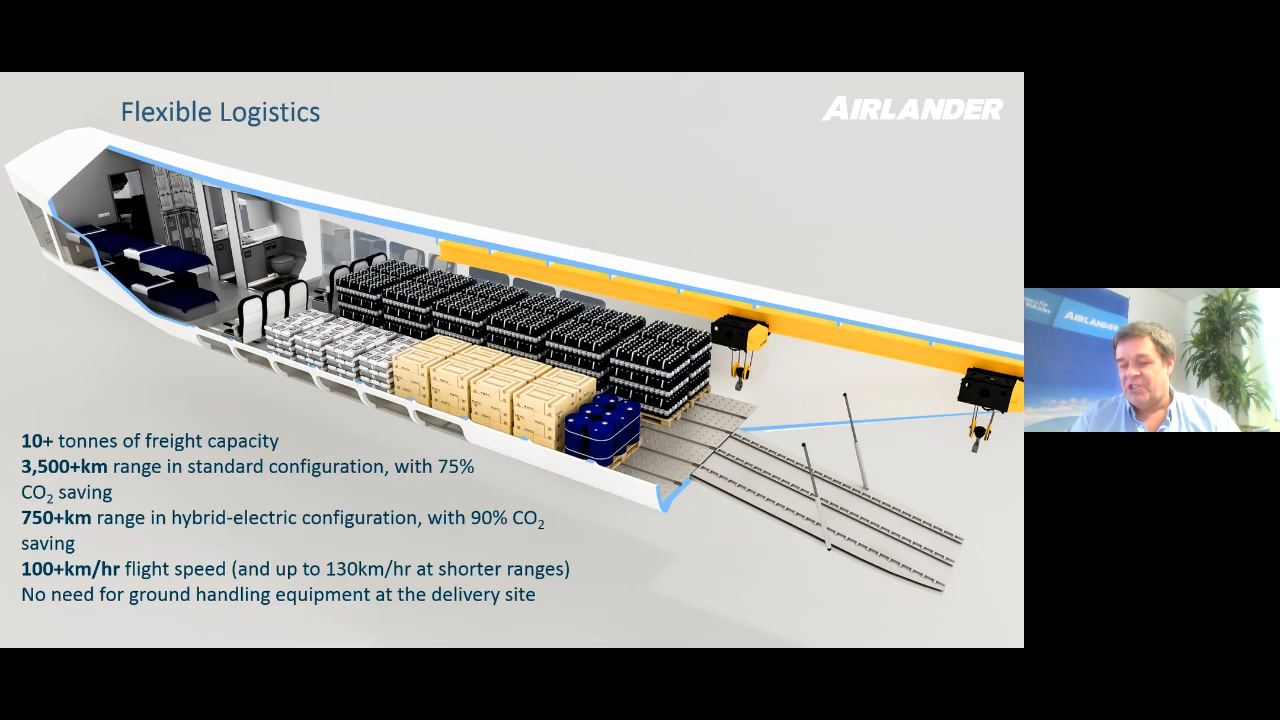 Flexible Logistics
AIRLANDER
10+ tonnes of freight capacity
3,500+km range in standard configuration, with 75%
CO₂ saving
750+km range in hybrid-electric configuration, with 90% CO₂
saving
100+km/hr flight speed (and up to 130km/hr at shorter ranges)
No need for ground handling equipment at the delivery site
Vehicles
AIRLANDER